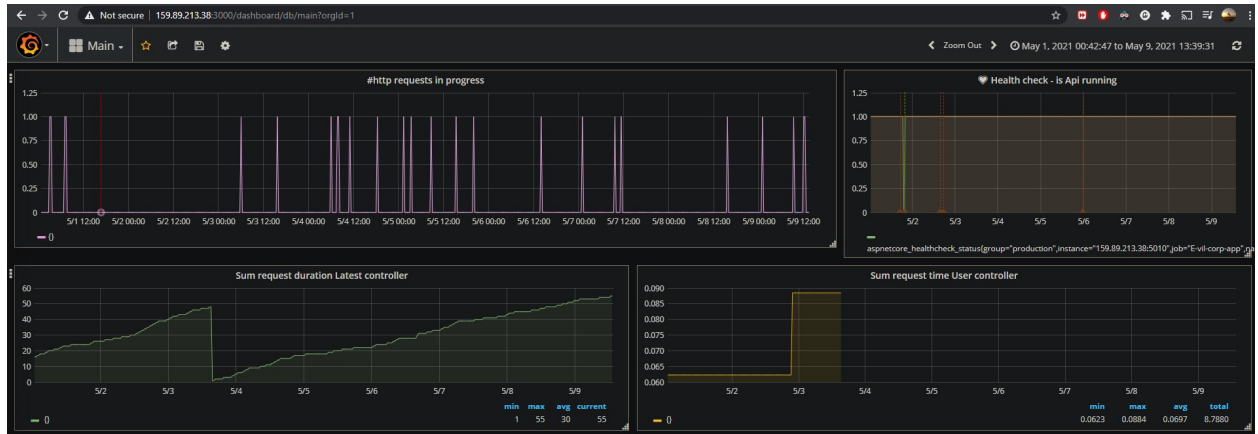 Not secure | 159.89.213.38:3000/dashboard/db/main?orgId=1
Main
Zoom Out May 1, 2021 00:42:47 to May 9, 2021 13:39:31
#http requests in progress
1.25
1.00
0.75
0.50
0.25
0
5/1 12:00 5/2 00:00 5/2 12:00 5/3 00:00 5/3 12:00 5/4 00:00 5/4 12:00 5/5 00:00 5/5 12:00 5/6 00:00 5/6 12:00 5/7 00:00 5/7 12:00 5/8 00:00 5/8 12:00 5/9 00:00 5/9 12:00
{}
Health check - is Api running
1.25
1.00
0.75
0.50
0.25
0
5/2 5/3 5/4 5/5 5/6 5/7 5/8 5/9
aspnetcore_healthcheck_status{group="production",instance="159.89.213.38:5010",job="E-vil-corp-app",na
Sum request duration Latest controller
60
50
40
30
20
10
0
5/2 5/3 5/4 5/5 5/6 5/7 5/8 5/9
min max avg current
{} 1 55 30 55
Sum request time User controller
0.090
0.085
0.080
0.075
0.070
0.065
0.060
5/2 5/3 5/4 5/5 5/6 5/7 5/8 5/9
min max avg total
{} 0.0623 0.0884 0.0697 8.7880